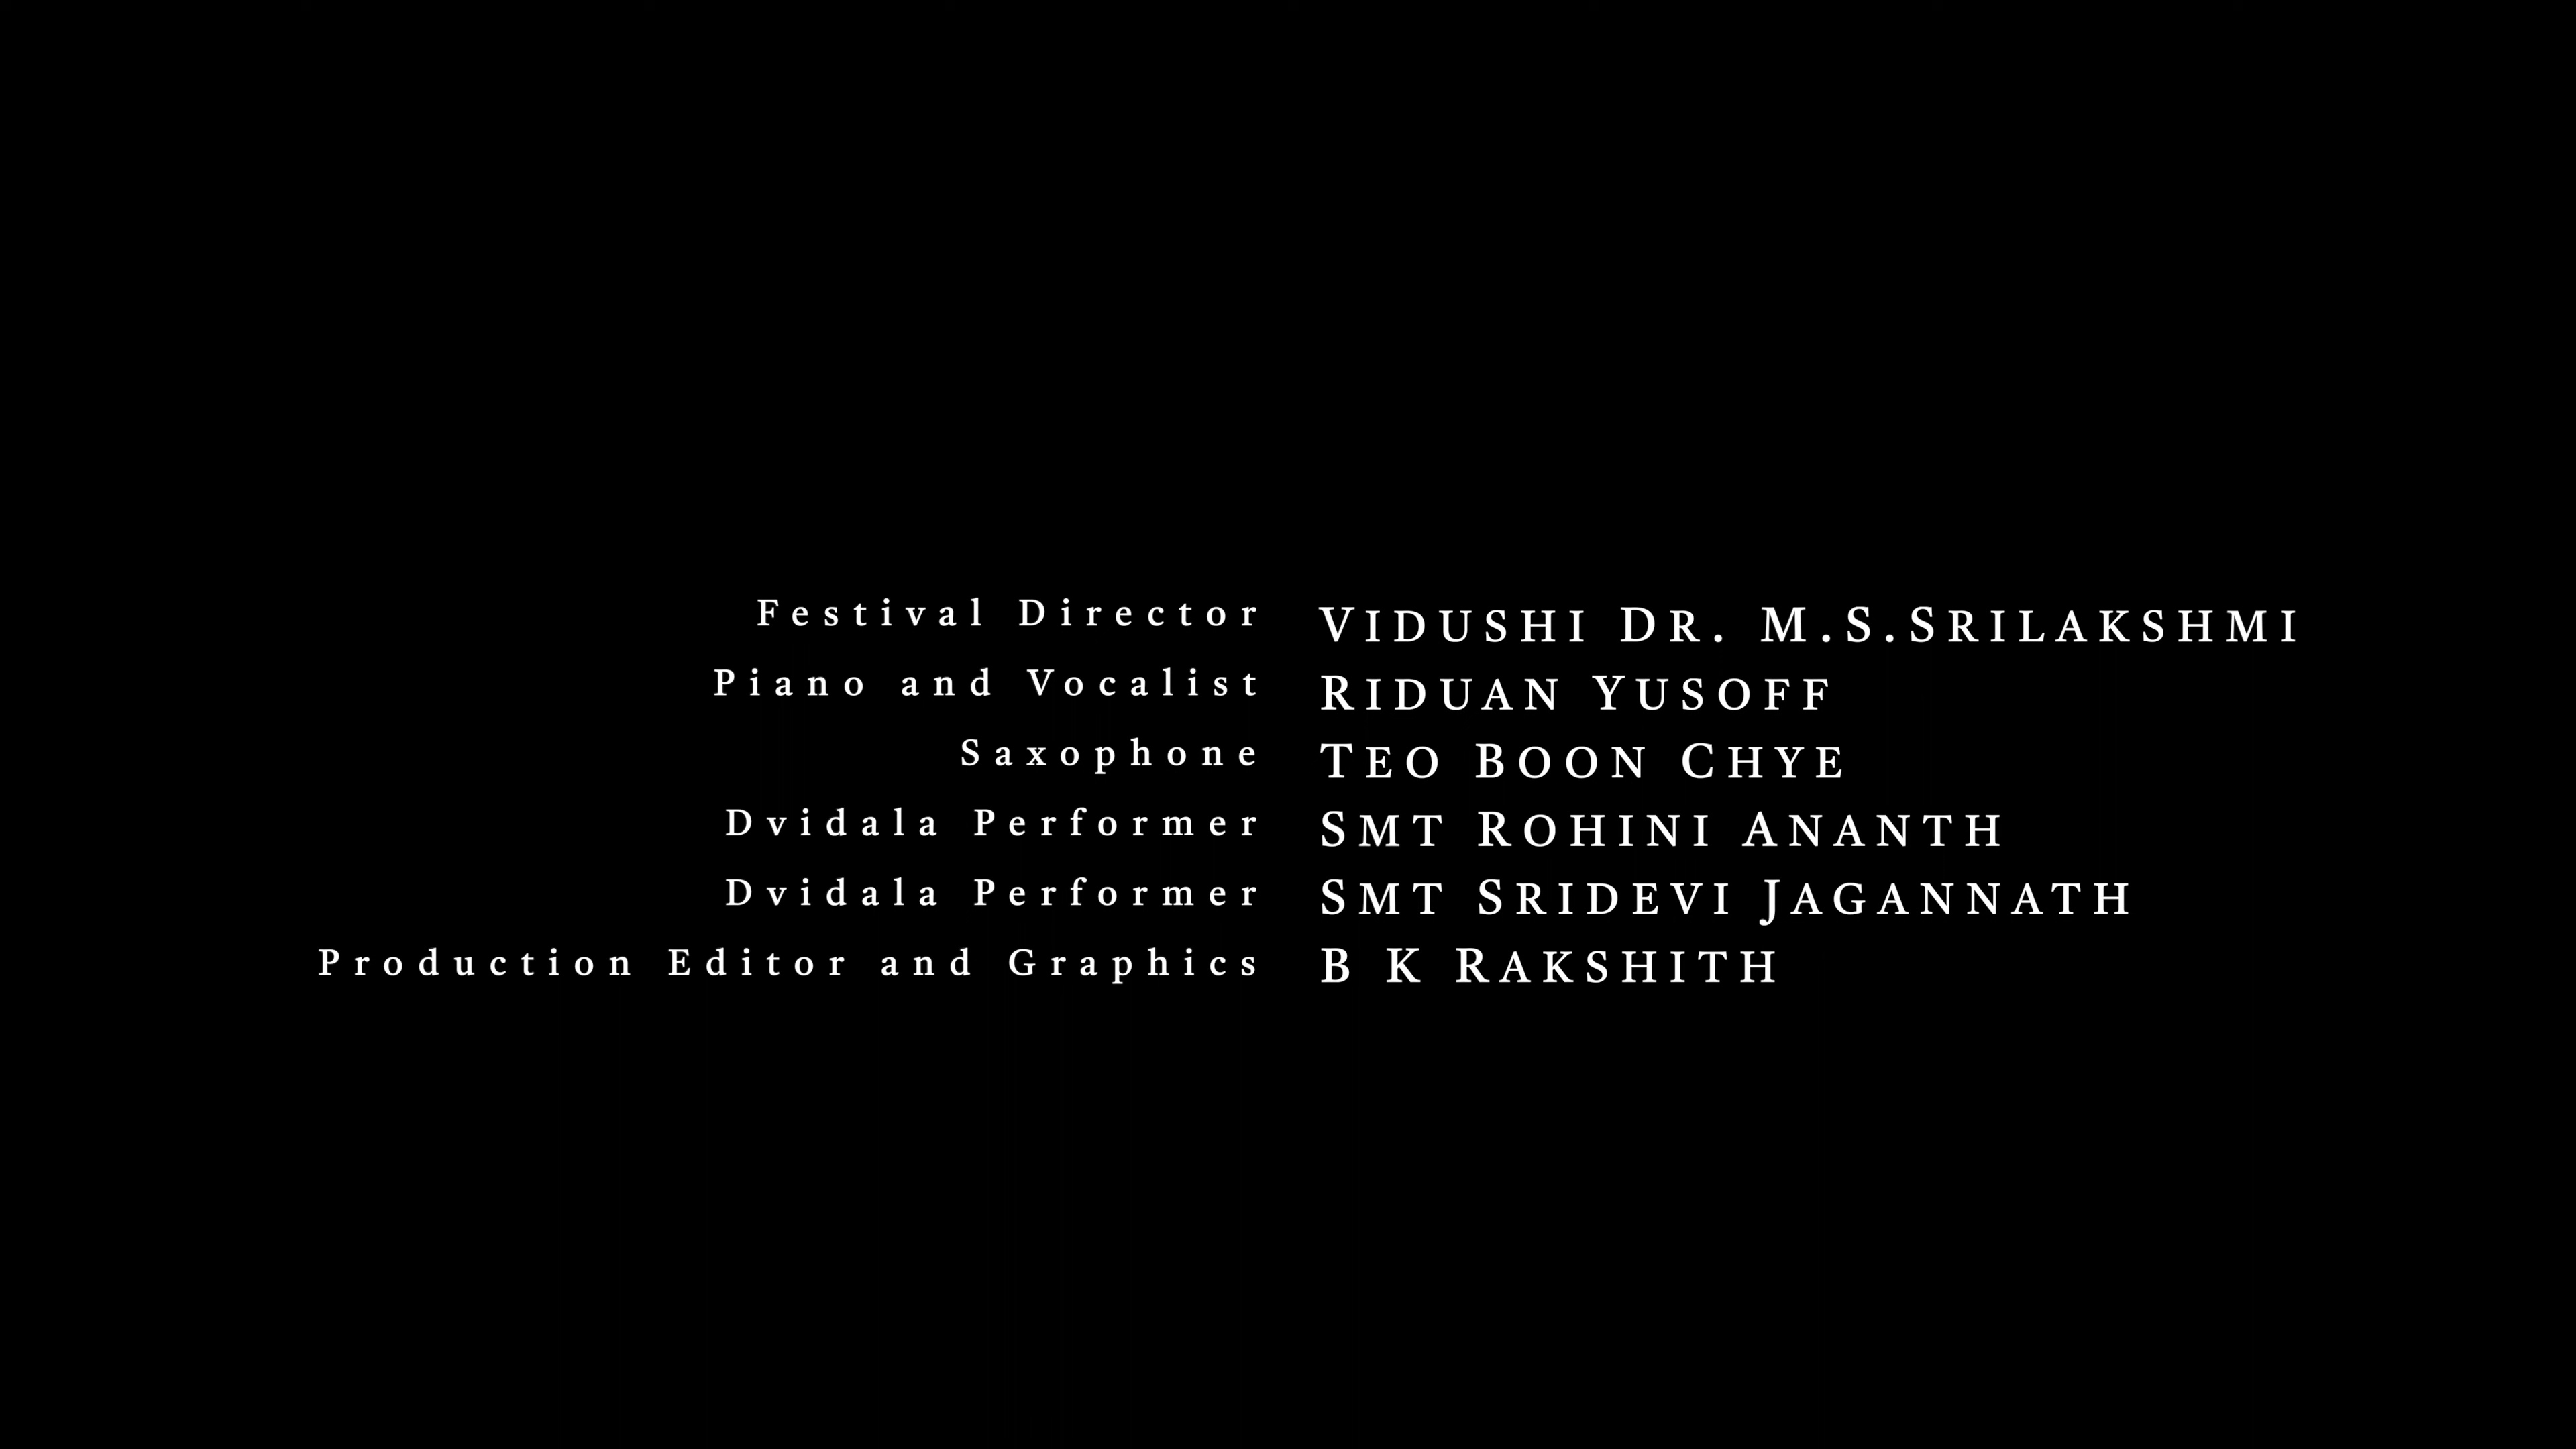 Festival Director VIDUSHI DR. M.S.SRILAKSHMI
Piano and Vocalist RIDUAN YUSOFF
Saxophone TEO BOON CHYE
Dvidala Performer SMT ROHINI ANANTH
Dvidala Performer SMT SRIDEVI JAGANNATH
Production Editor and Graphics B K RAKSHITH